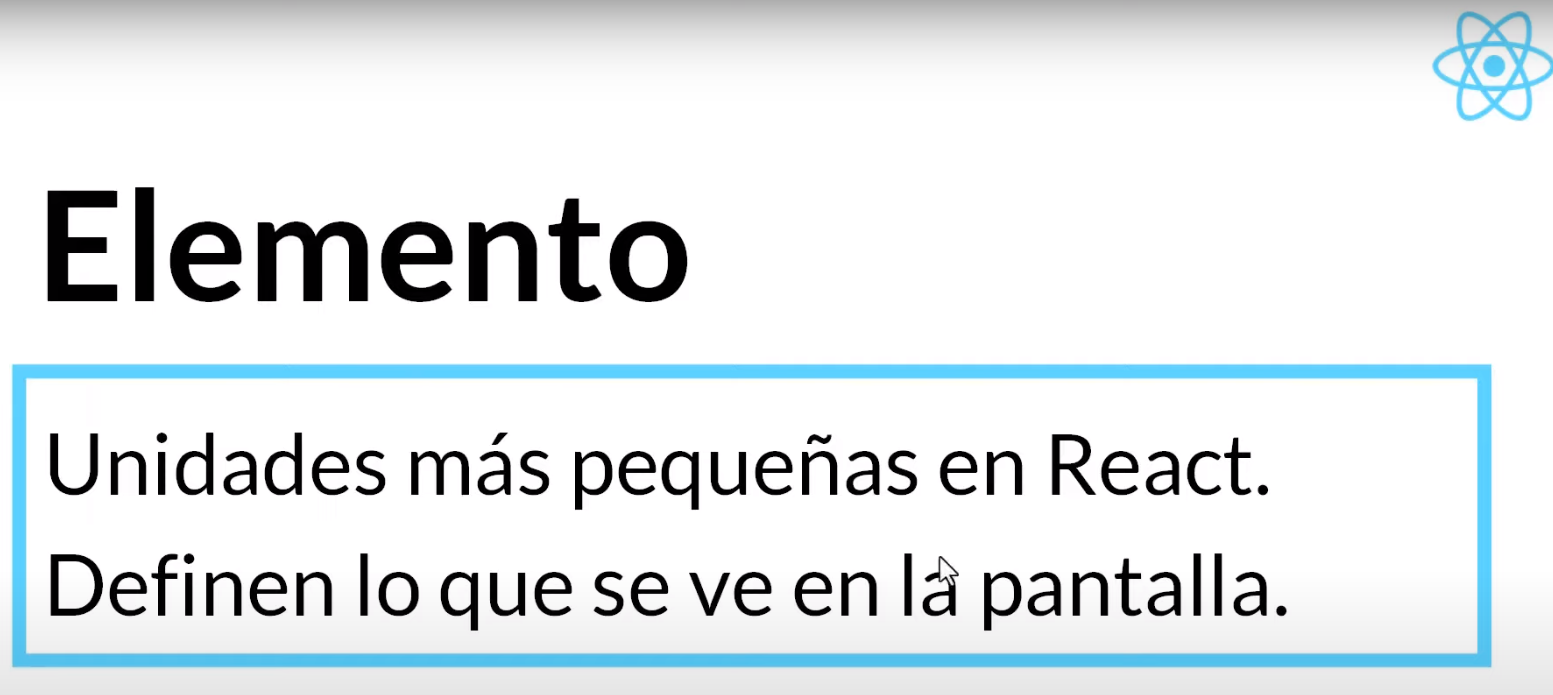 Elemento
Unidades más pequeñas en React.
Definen lo que se ve en la pantalla.